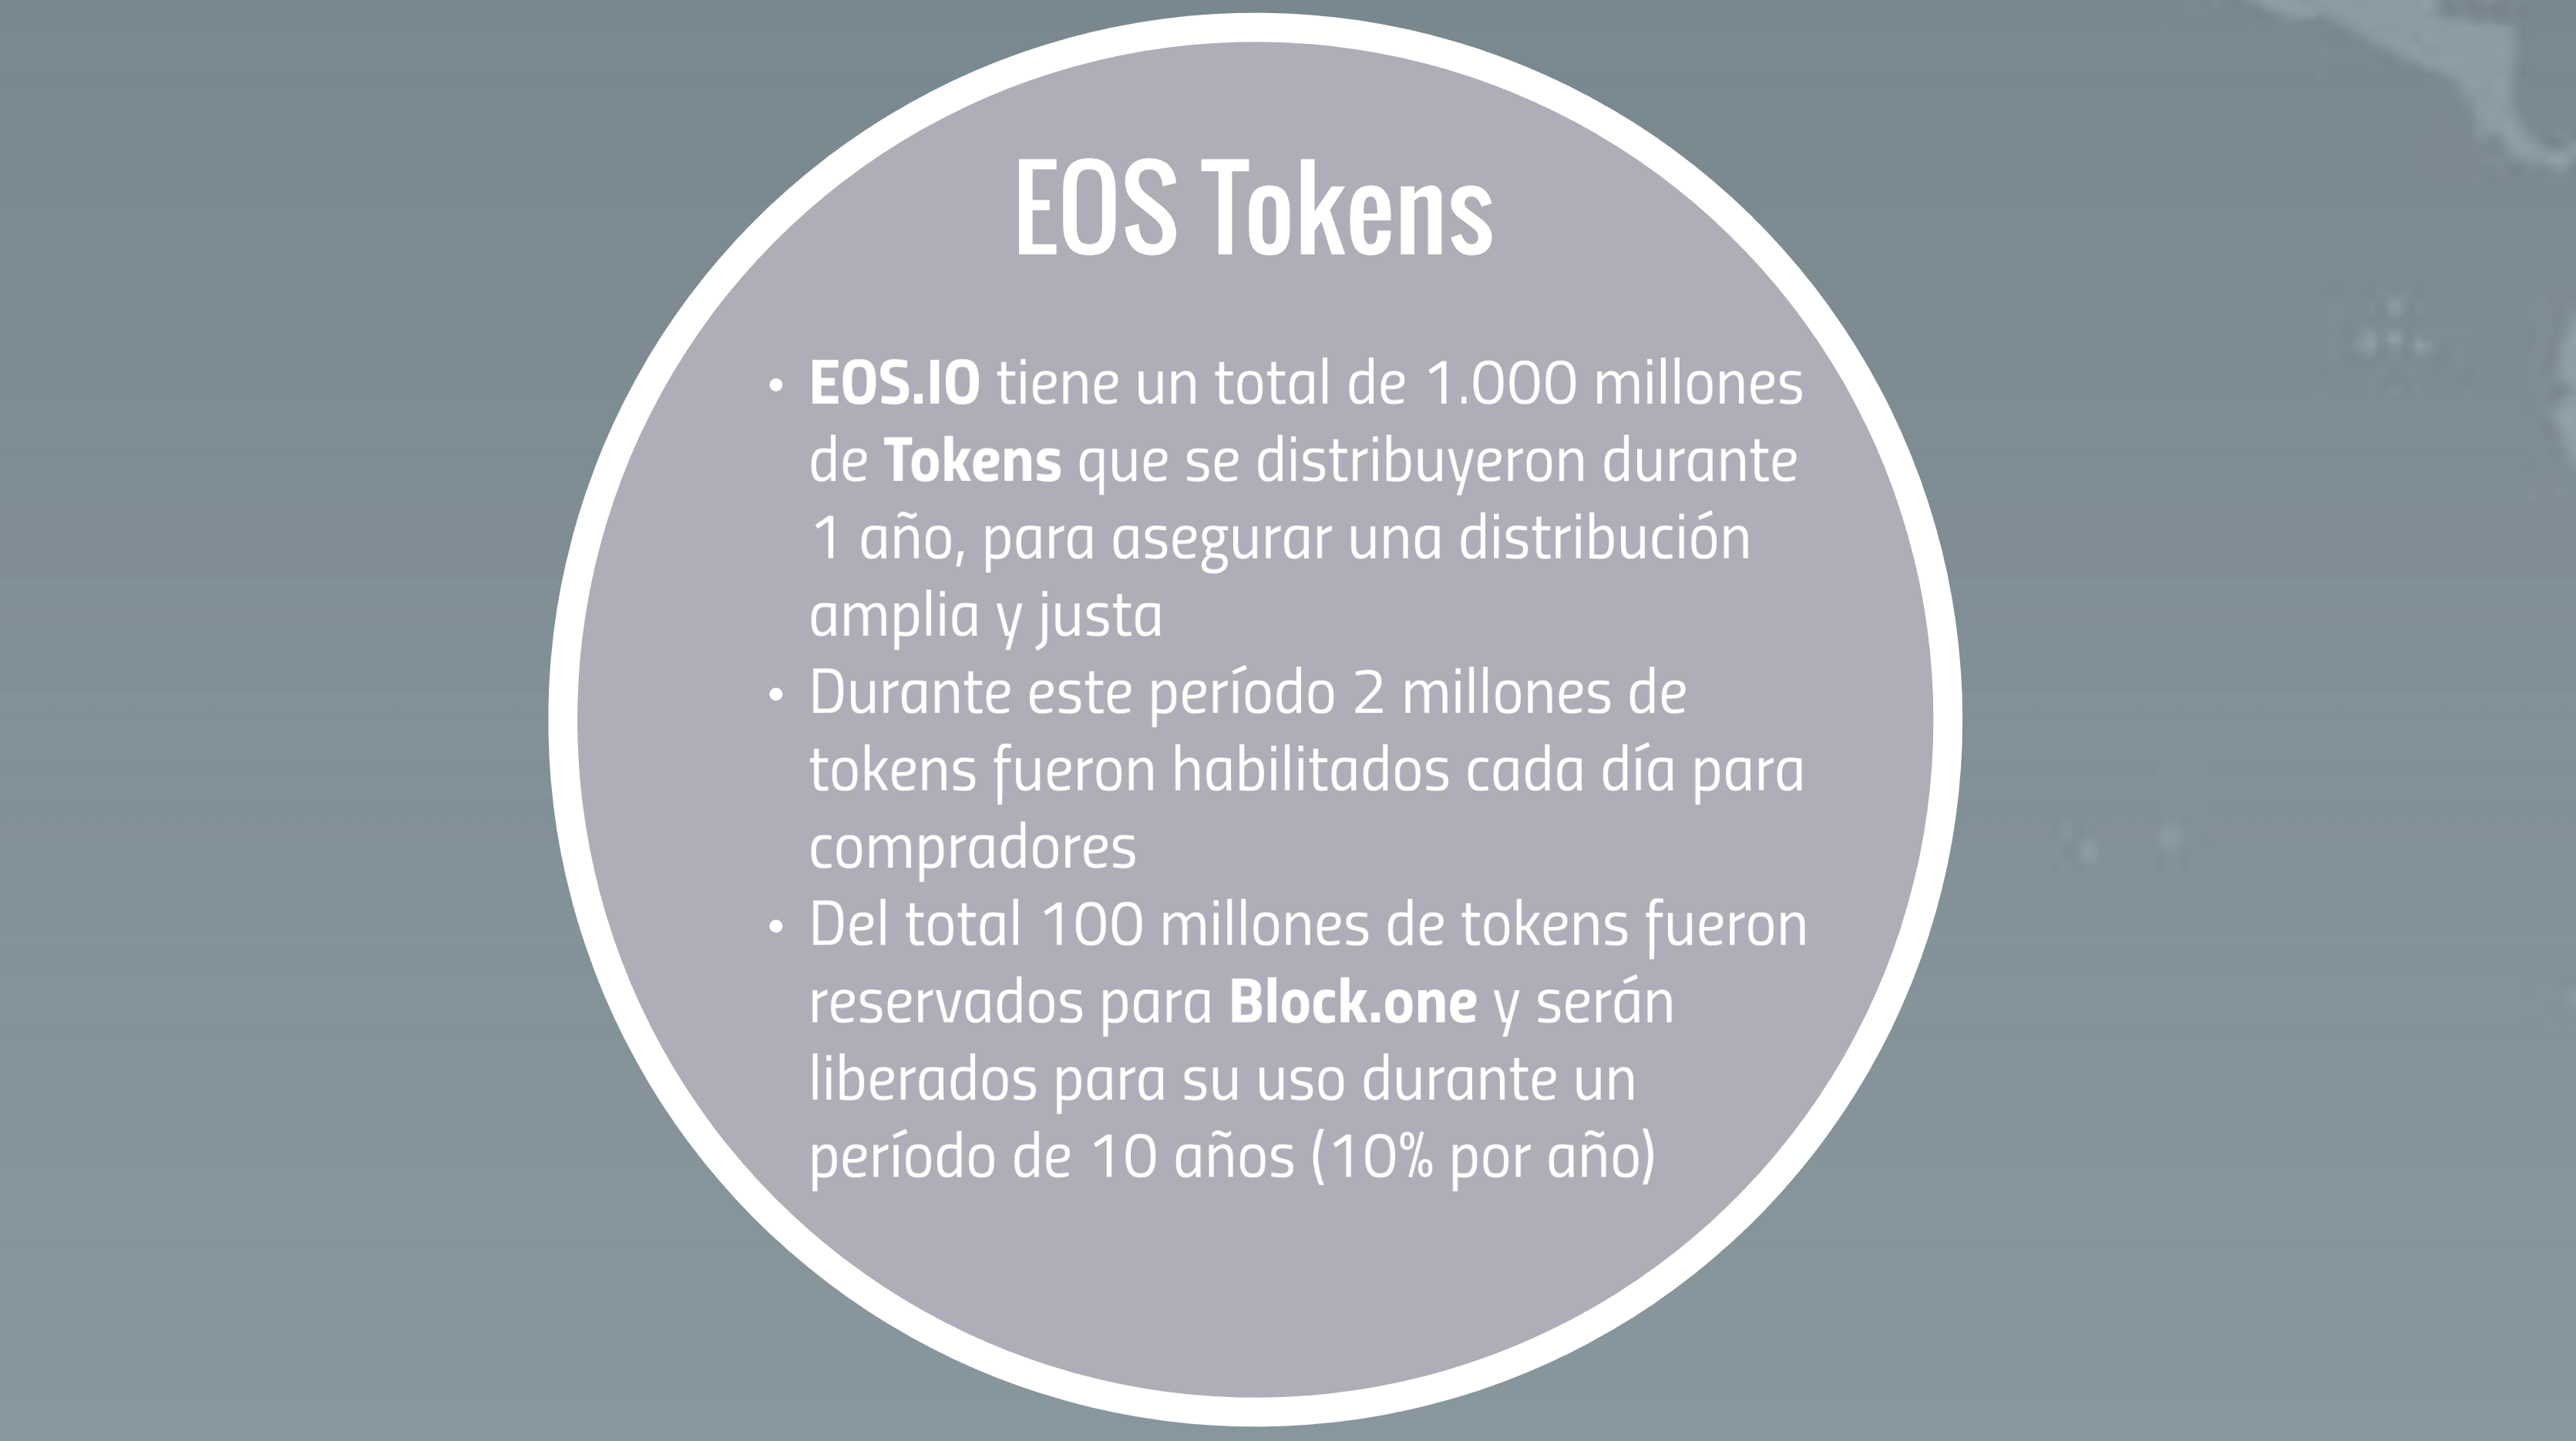 EOS Tokens
• EOS.IO tiene un total de 1.000 millones
de Tokens que se distribuyeron durante
1 año, para asegurar una distribución
amplia y justa
• Durante este período 2 millones de
tokens fueron habilitados cada día para
compradores
• Del total 100 millones de tokens fueron
reservados para Block.one y serán
liberados para su uso durante un
período de 10 años (10% por año)